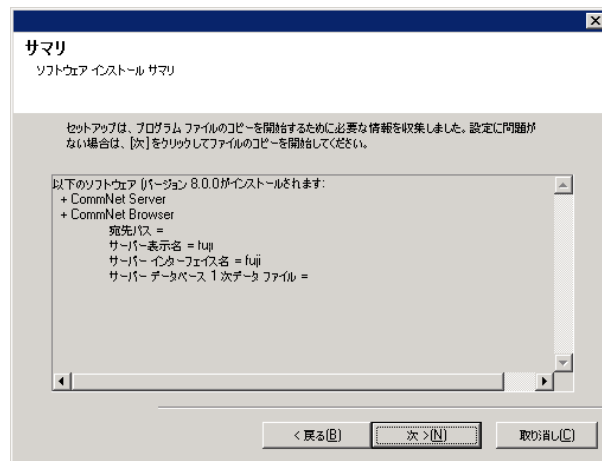 サマリ
ソフトウェア インストール サマリ
セットアップは、プログラム ファイルのコピーを開始するために必要な情報を収集しました。設定に問題が
ない場合は、[次]をクリックしてファイルのコピーを開始してください。
以下のソフトウェア (バージョン 8.0.0がインストールされます:
+ CommNet Server
+ CommNet Browser
宛先パス =
サーバー表示名 = fuji
サーバー インターフェイス名 = fuji
サーバー データベース 1 次データ ファイル =
< 戻る(B)
次 >(N)
取り消し(C)